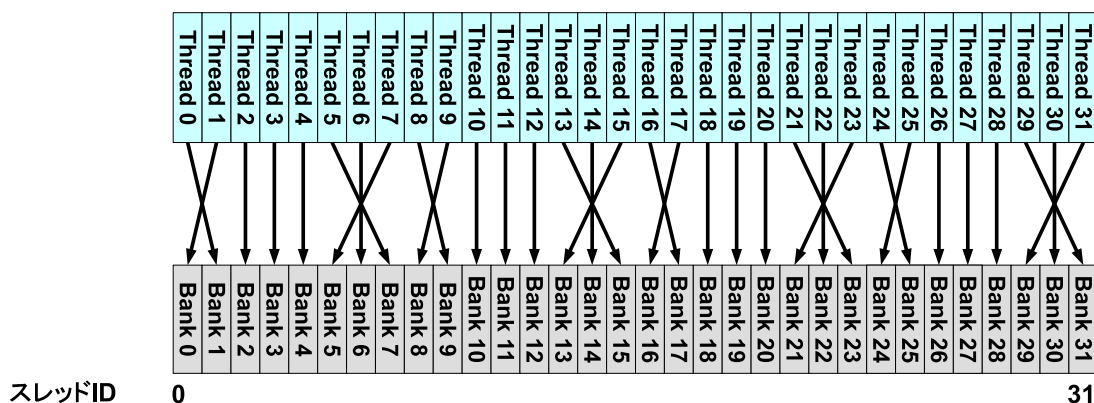 Thread 0
Thread 1
Thread 2
Thread 3
Thread 4
Thread 5
Thread 6
Thread 7
Thread 8
Thread 9
Thread 10
Thread 11
Thread 12
Thread 13
Thread 14
Thread 15
Thread 16
Thread 17
Thread 18
Thread 19
Thread 20
Thread 21
Thread 22
Thread 23
Thread 24
Thread 25
Thread 26
Thread 27
Thread 28
Thread 29
Thread 30
Thread 31
Bank 0
Bank 1
Bank 2
Bank 3
Bank 4
Bank 5
Bank 6
Bank 7
Bank 8
Bank 9
Bank 10
Bank 11
Bank 12
Bank 13
Bank 14
Bank 15
Bank 16
Bank 17
Bank 18
Bank 19
Bank 20
Bank 21
Bank 22
Bank 23
Bank 24
Bank 25
Bank 26
Bank 27
Bank 28
Bank 29
Bank 30
Bank 31
スレッドID 0 31